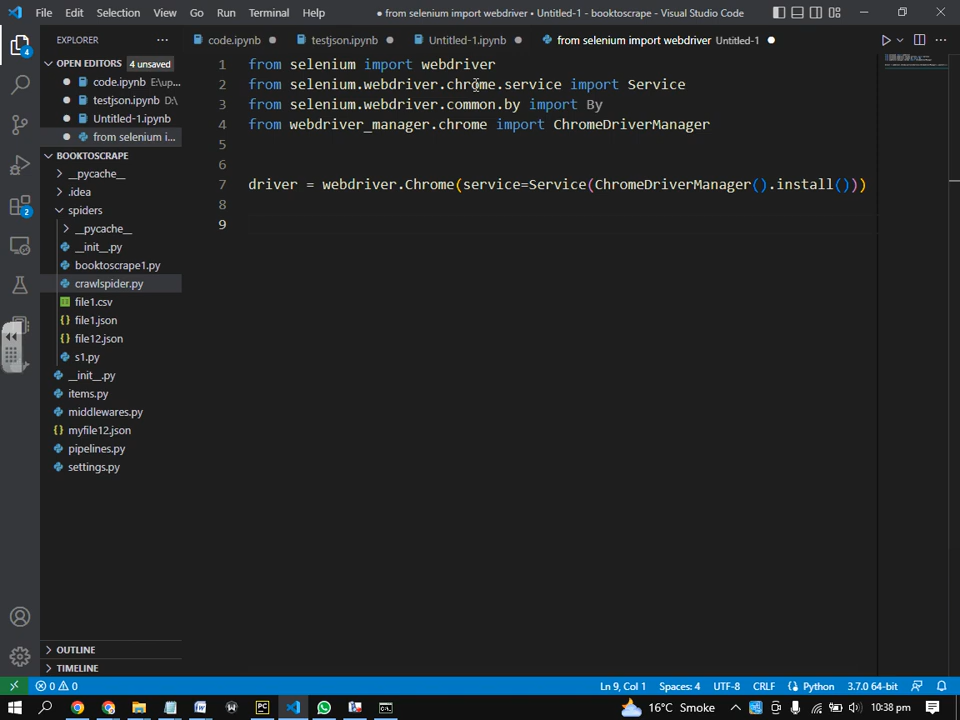 File Edit Selection View Go Run Terminal Help
● from selenium import webdriver • Untitled-1 - booktoscrape - Visual Studio Code
EXPLORER
code.ipynb
testjson.ipynb
Untitled-1.ipynb
from selenium import webdriver Untitled-1
OPEN EDITORS 4 unsaved
code.ipynb E:\up...
testjson.ipynb D:\
Untitled-1.ipynb
from selenium i...
BOOKTOSCRAPE
__pycache__
.idea
spiders
__pycache__
__init__.py
booktoscrape1.py
crawlspider.py
file1.csv
file1.json
file12.json
s1.py
__init__.py
items.py
middlewares.py
myfile12.json
pipelines.py
settings.py
OUTLINE
TIMELINE
4
2
1 from selenium import webdriver
2 from selenium.webdriver.chrome.service import Service
3 from selenium.webdriver.common.by import By
4 from webdriver_manager.chrome import ChromeDriverManager
5
6
7 driver = webdriver.Chrome(service=Service(ChromeDriverManager().install()))
8
9
0 0
Ln 9, Col 1 Spaces: 4 UTF-8 CRLF Python 3.7.0 64-bit
16°C Smoke
10:38 pm